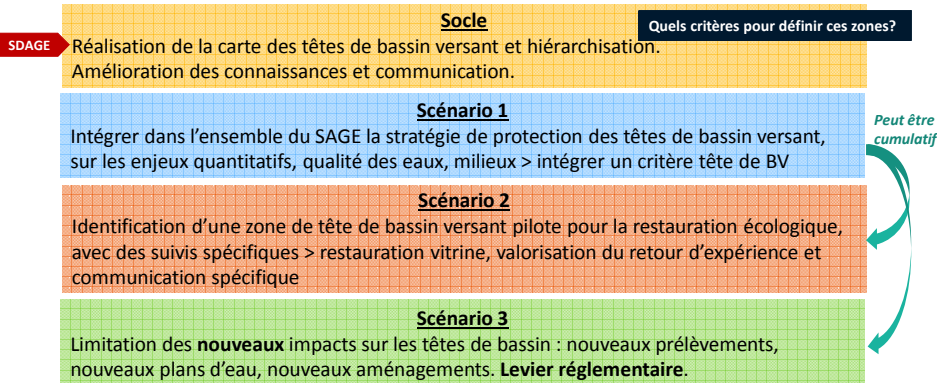 Socle
Quels critères pour définir ces zones?
SDAGE
Réalisation de la carte des têtes de bassin versant et hiérarchisation.
Amélioration des connaissances et communication.
Scénario 1
Intégrer dans l'ensemble du SAGE la stratégie de protection des têtes de bassin versant,
sur les enjeux quantitatifs, qualité des eaux, milieux > intégrer un critère tête de BV
Peut être
cumulatif
Scénario 2
Identification d'une zone de tête de bassin versant pilote pour la restauration écologique,
avec des suivis spécifiques > restauration vitrine, valorisation du retour d'expérience et
communication spécifique
Scénario 3
Limitation des nouveaux impacts sur les têtes de bassin : nouveaux prélèvements,
nouveaux plans d'eau, nouveaux aménagements. Levier réglementaire.